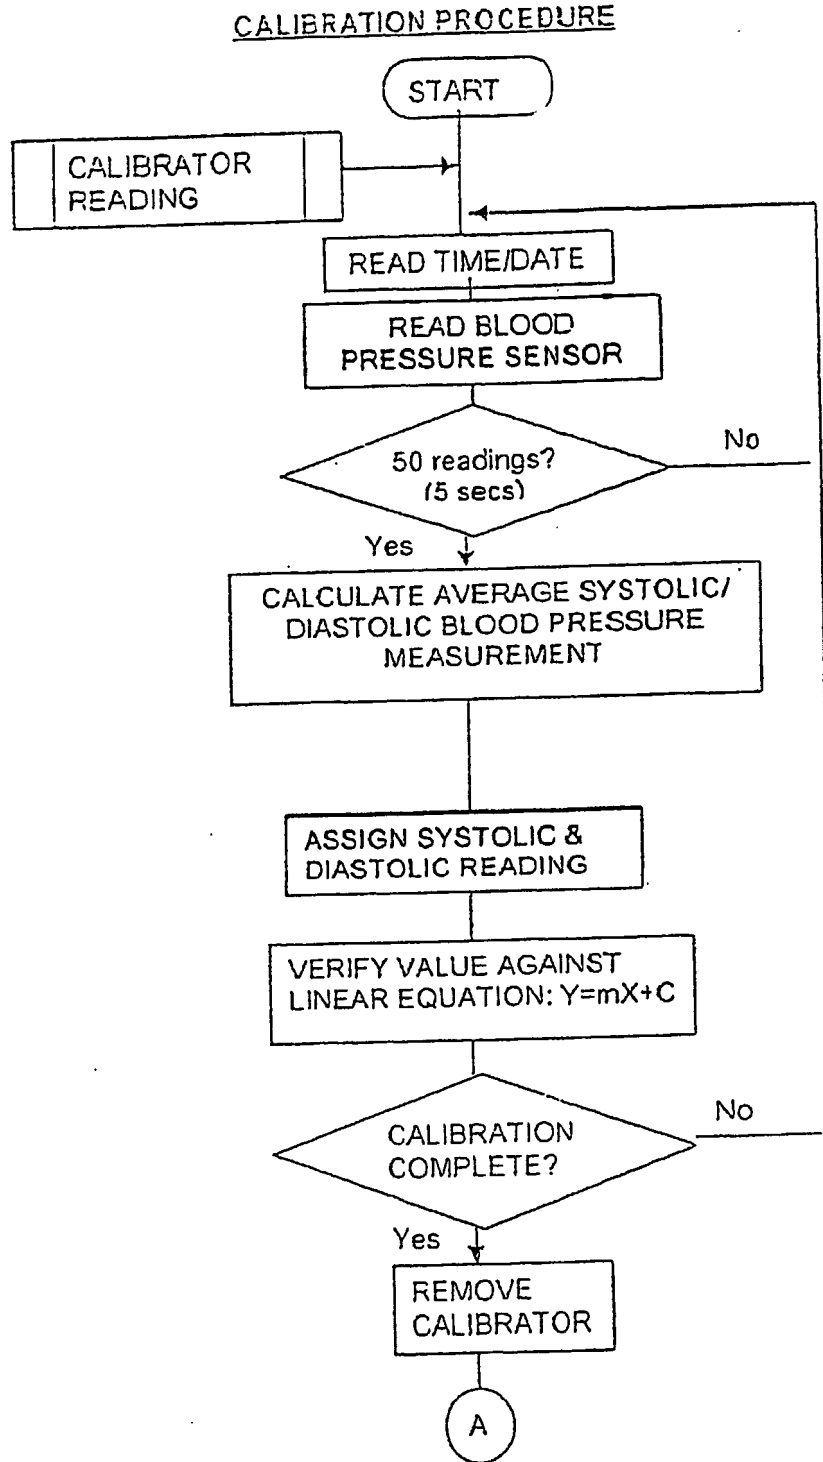 CALIBRATION PROCEDURE
START
CALIBRATOR
READING
READ TIME/DATE
READ BLOOD
PRESSURE SENSOR
50 readings?
(5 secs)
No
Yes
CALCULATE AVERAGE SYSTOLIC/
DIASTOLIC BLOOD PRESSURE
MEASUREMENT
ASSIGN SYSTOLIC &
DIASTOLIC READING
VERIFY VALUE AGAINST
LINEAR EQUATION: Y=mX+C
CALIBRATION
COMPLETE?
No
Yes
REMOVE
CALIBRATOR
A